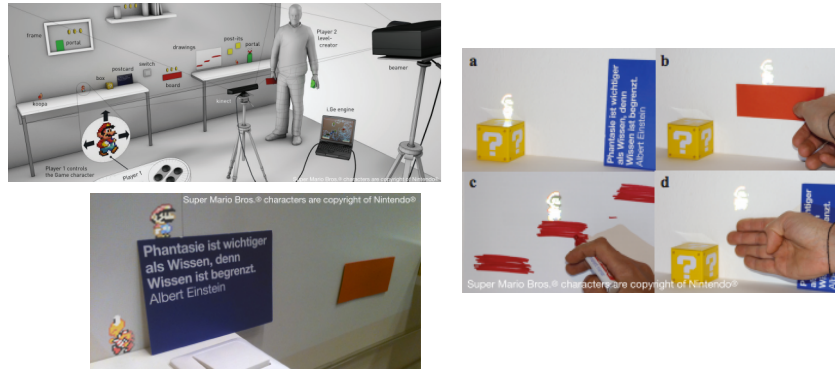 frame
portal
drawings
post-its
portal
Player 2
level-
creator
beamer
switch
postcard
box
board
koopa
kinect
i.Ge engine
Player 1 controls
the Game character
Player 1
Super Mario Bros.® characters are copyright of Nintendo®
Super Mario Bros.® characters are copyright of Nintendo®
Phantasie ist wichtiger
als Wissen, denn
Wissen ist begrenzt.
Albert Einstein
a
?
?
Phantasie ist wichtiger
als Wissen, denn
Wissen ist begrenzt.
Albert Einstein
b
?
?
c
d
?
?
Super Mario Bros.® characters are copyright of Nintendo®